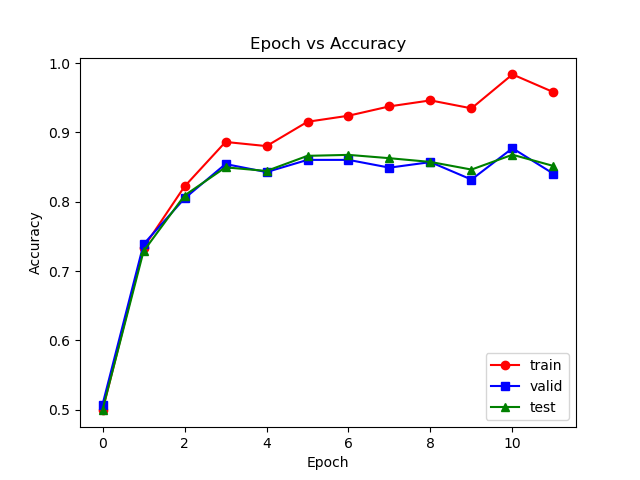 Epoch vs Accuracy
1.0
0.9
0.8
0.7
0.6
0.5
Accuracy
0 2 4 6 8 10
Epoch
train
valid
test